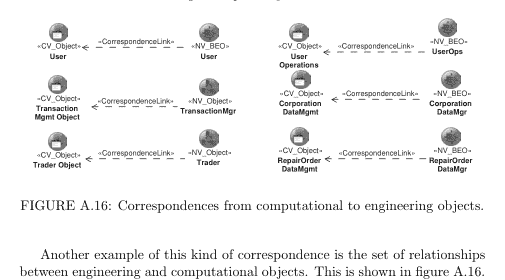 «CorrespondenceLink»
«CV_Object»
User
«NV_BEO»
User
«CorrespondenceLink»
«CV_Object»
User
Operations
«NV_BEO»
UserOps
«CorrespondenceLink»
«CV_Object»
Transaction
Mgmt Object
«NV_Object»
TransactionMgr
«CorrespondenceLink»
«CV_Object»
Corporation
DataMgmt
«NV_BEO»
Corporation
DataMgr
«CorrespondenceLink»
«CV_Object»
Trader Object
«NV_Object»
Trader
«CorrespondenceLink»
«CV_Object»
RepairOrder
DataMgmt
«NV_BEO»
RepairOrder
DataMgr
FIGURE A.16: Correspondences from computational to engineering objects.
Another example of this kind of correspondence is the set of relationships
between engineering and computational objects. This is shown in figure A.16.